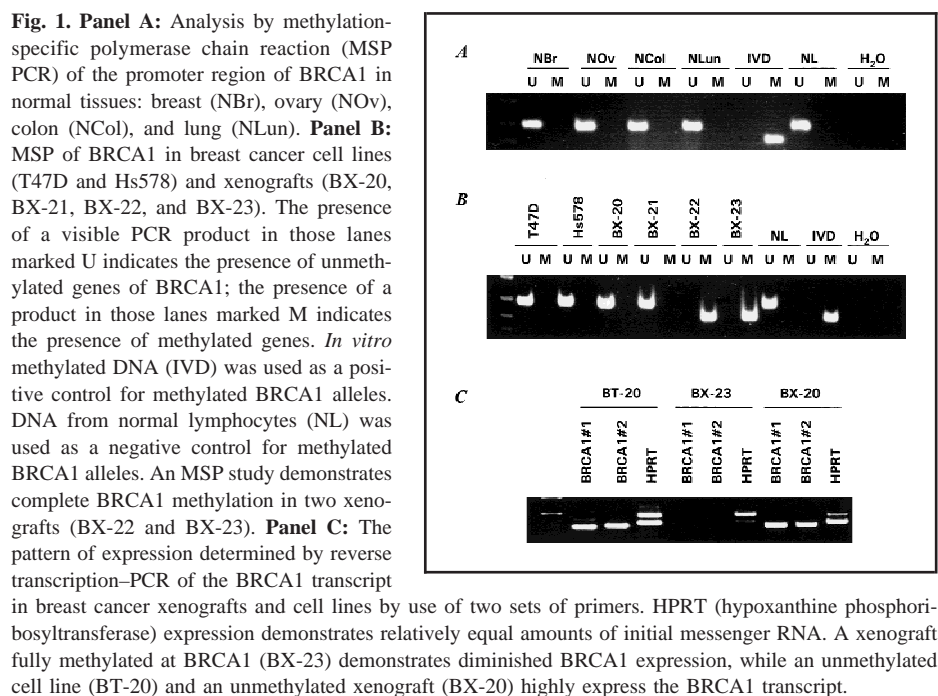 Fig. 1. Panel A: Analysis by methylation-
specific polymerase chain reaction (MSP
PCR) of the promoter region of BRCA1 in
normal tissues: breast (NBr), ovary (NOv),
colon (NCol), and lung (NLun). Panel B:
MSP of BRCA1 in breast cancer cell lines
(T47D and Hs578) and xenografts (BX-20,
BX-21, BX-22, and BX-23). The presence
of a visible PCR product in those lanes
marked U indicates the presence of unmeth-
ylated genes of BRCA1; the presence of a
product in those lanes marked M indicates
the presence of methylated genes. In vitro
methylated DNA (IVD) was used as a posi-
tive control for methylated BRCA1 alleles.
DNA from normal lymphocytes (NL) was
used as a negative control for methylated
BRCA1 alleles. An MSP study demonstrates
complete BRCA1 methylation in two xeno-
grafts (BX-22 and BX-23). Panel C: The
pattern of expression determined by reverse
transcription–PCR of the BRCA1 transcript
in breast cancer xenografts and cell lines by use of two sets of primers. HPRT (hypoxanthine phosphori-
bosyltransferase) expression demonstrates relatively equal amounts of initial messenger RNA. A xenograft
fully methylated at BRCA1 (BX-23) demonstrates diminished BRCA1 expression, while an unmethylated
cell line (BT-20) and an unmethylated xenograft (BX-20) highly express the BRCA1 transcript.
A
NBr NOv NCol NLun IVD NL H₂O
U M U M U M U M U M U M U M
B
T47D Hs578 BX-20 BX-21 BX-22 BX-23 NL IVD H₂O
U M U M U M U M U M U M U M U M U M
C
BT-20 BX-23 BX-20
BRCA1#1 BRCA1#2 HPRT BRCA1#1 BRCA1#2 HPRT BRCA1#1 BRCA1#2 HPRT